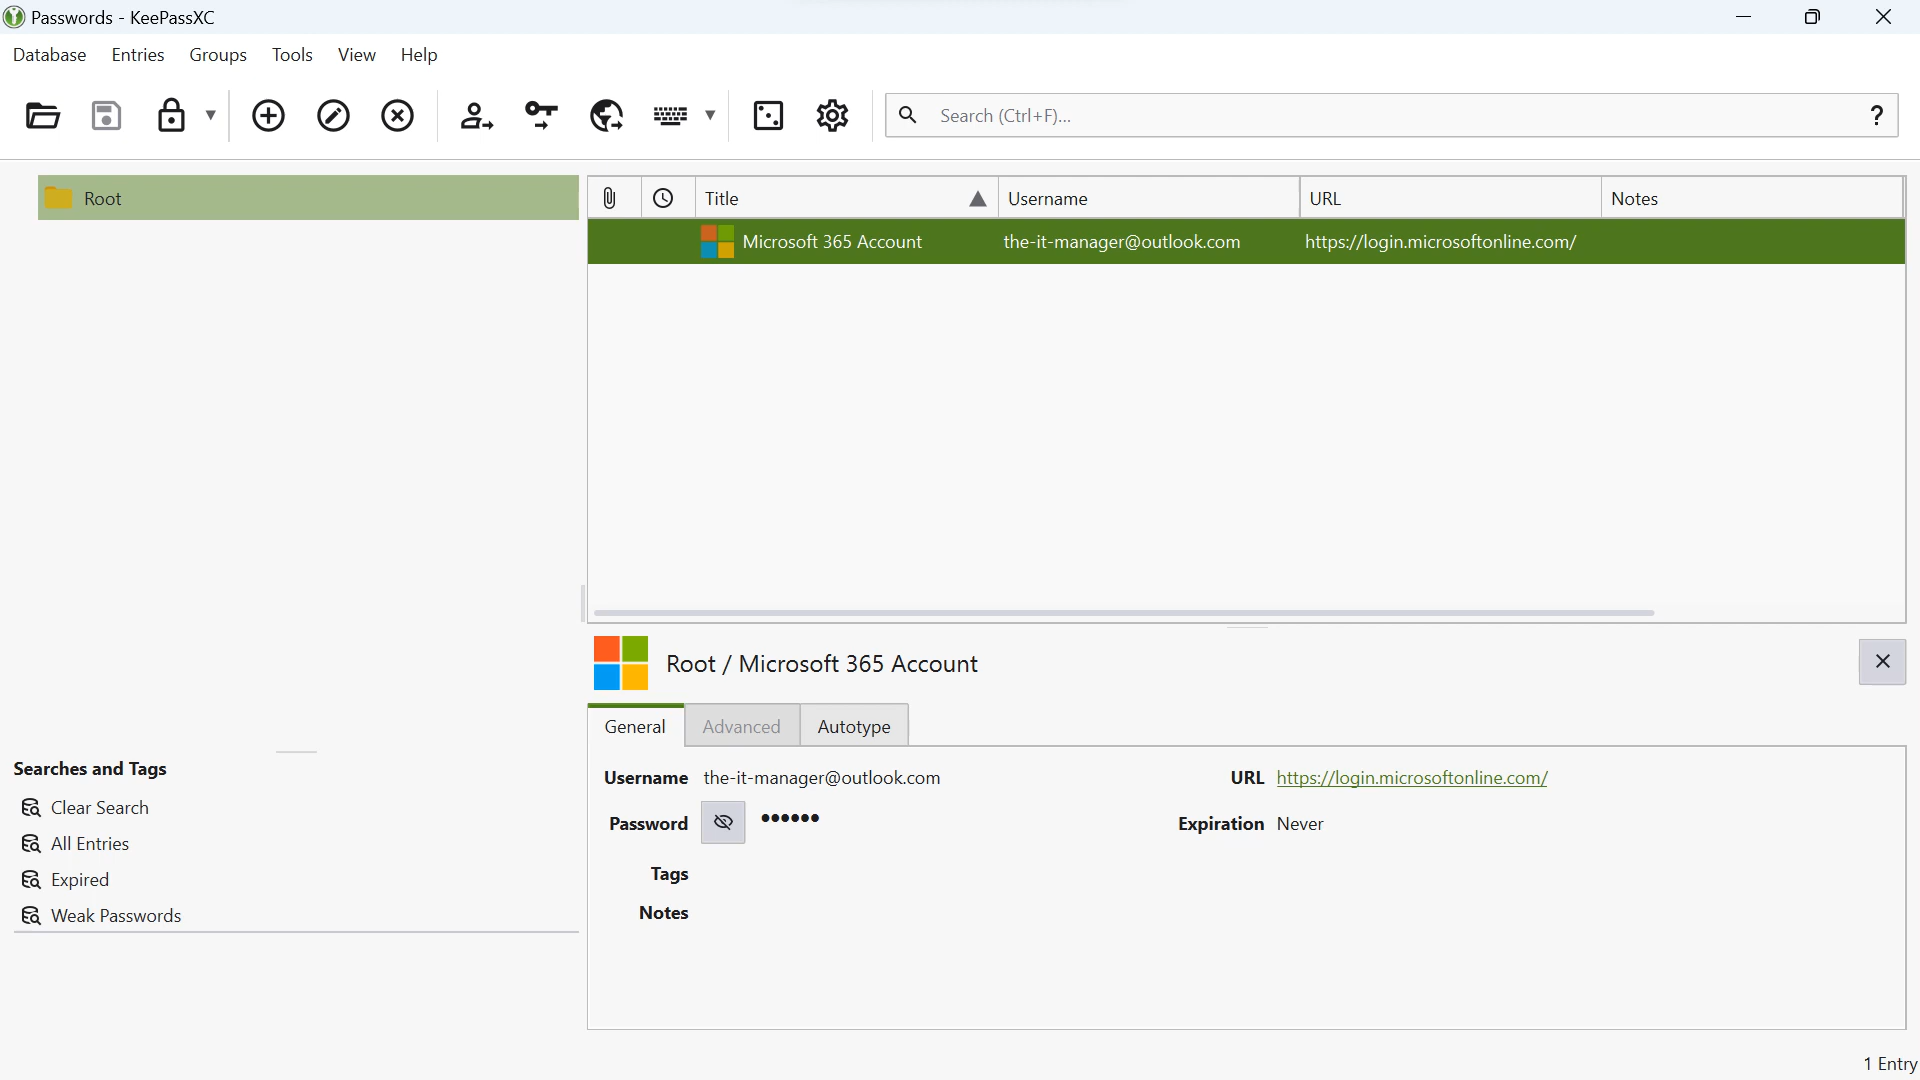 Passwords - KeePassXC
Database Entries Groups Tools View Help
Search (Ctrl+F)... ?
Root
Title Username URL Notes
Microsoft 365 Account the-it-manager@outlook.com https://login.microsoftonline.com/
Root / Microsoft 365 Account
General Advanced Autotype
Username the-it-manager@outlook.com URL https://login.microsoftonline.com/
Password ●●●●●● Expiration Never
Tags
Notes
Searches and Tags
Clear Search
All Entries
Expired
Weak Passwords
1 Entry